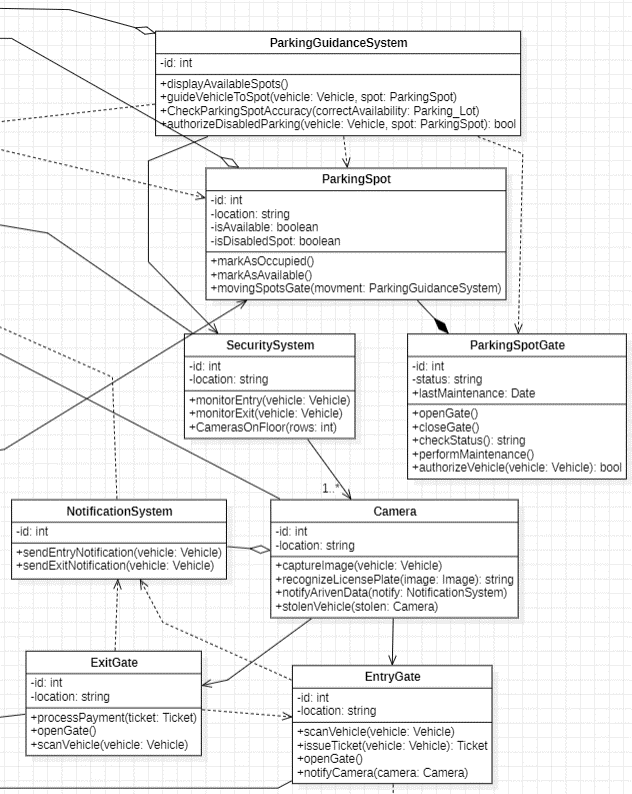 ParkingGuidanceSystem
-id: int
+displayAvailableSpots()
+guideVehicleToSpot(vehicle: Vehicle, spot: ParkingSpot)
+CheckParkingSpotAccuracy(correctAvailability: Parking_Lot)
+authorizeDisabledParking(vehicle: Vehicle, spot: ParkingSpot): bool
ParkingSpot
-id: int
-location: string
-isAvailable: boolean
-isDisabledSpot: boolean
+markAsOccupied()
+markAsAvailable()
+movingSpotsGate(movment: ParkingGuidanceSystem)
SecuritySystem
-id: int
-location: string
+monitorEntry(vehicle: Vehicle)
+monitorExit(vehicle: Vehicle)
+CamerasOnFloor(rows: int)
ParkingSpotGate
-id: int
-status: string
+lastMaintenance: Date
+openGate()
+closeGate()
+checkStatus(): string
+performMaintenance()
+authorizeVehicle(vehicle: Vehicle): bool
1..*
NotificationSystem
-id: int
+sendEntryNotification(vehicle: Vehicle)
+sendExitNotification(vehicle: Vehicle)
Camera
-id: int
-location: string
+captureImage(vehicle: Vehicle)
+recognizeLicensePlate(image: Image): string
+notifyArivenData(notify: NotificationSystem)
+stolenVehicle(stolen: Camera)
ExitGate
-id: int
-location: string
+processPayment(ticket: Ticket)
+openGate()
+scanVehicle(vehicle: Vehicle)
EntryGate
-id: int
-location: string
+scanVehicle(vehicle: Vehicle)
+issueTicket(vehicle: Vehicle): Ticket
+openGate()
+notifyCamera(camera: Camera)